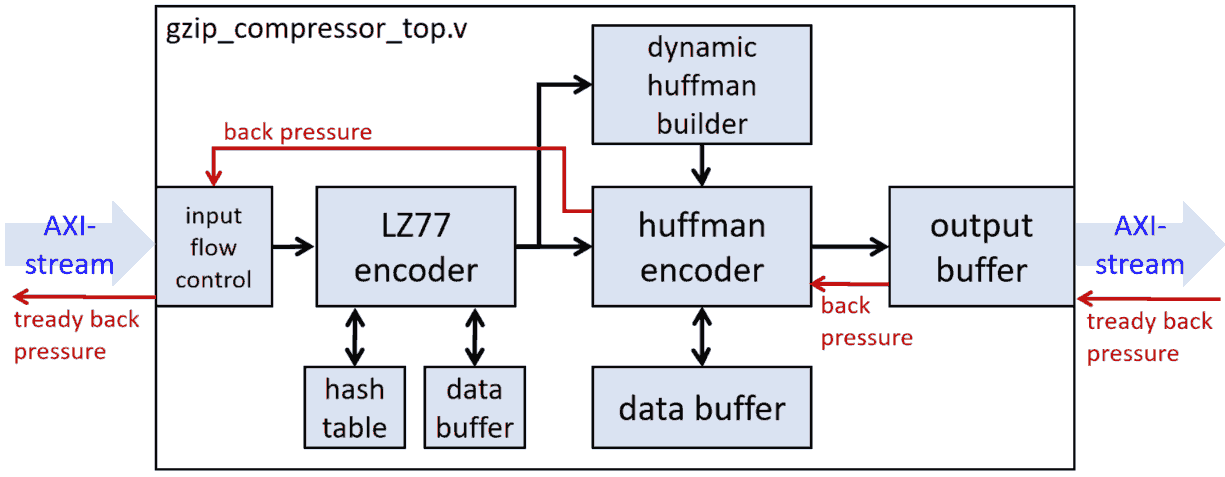 gzip_compressor_top.v
dynamic
huffman
builder
back pressure
AXI-
stream
input
flow
control
LZ77
encoder
huffman
encoder
output
buffer
AXI-
stream
tready back
pressure
back
pressure
tready back
pressure
hash
table
data
buffer
data buffer